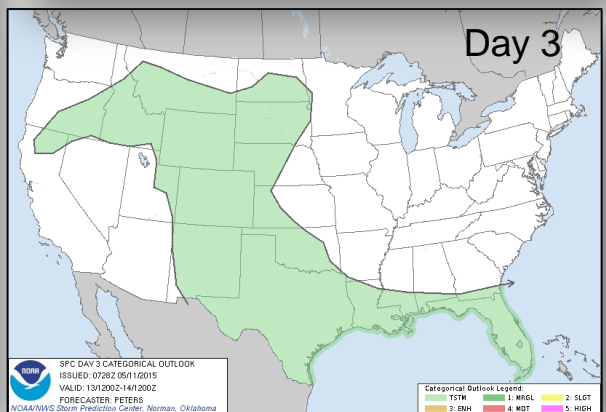 Day 3
NOAA
SPC DAY 3 CATEGORICAL OUTLOOK
ISSUED: 0728Z 05/11/2015
VALID: 13/1200Z-14/1200Z
FORECASTER: PETERS
NOAA/NWS Storm Prediction Center, Norman, Oklahoma
Categorical Outlook Legend:
TSTM 1: MRGL 2: SLGT
3: ENH 4: MDT 5: HIGH